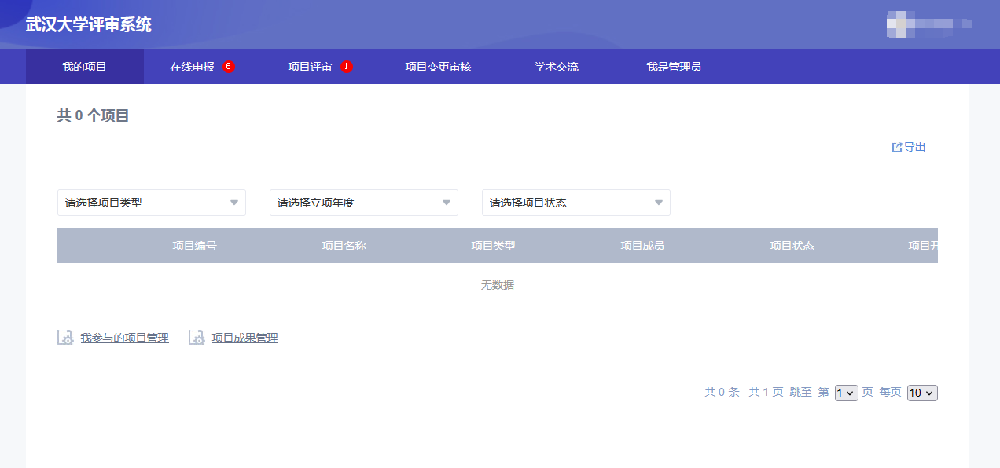 武汉大学评审系统
我的项目 在线申报 6 项目评审 1 项目变更审核 学术交流 我是管理员
共 0 个项目
导出
请选择项目类型 请选择立项年度 请选择项目状态
项目编号 项目名称 项目类型 项目成员 项目状态 项目开
无数据
我参与的项目管理 项目成果管理
共 0 条 共 1 页 跳至 第 1 页 每页 10